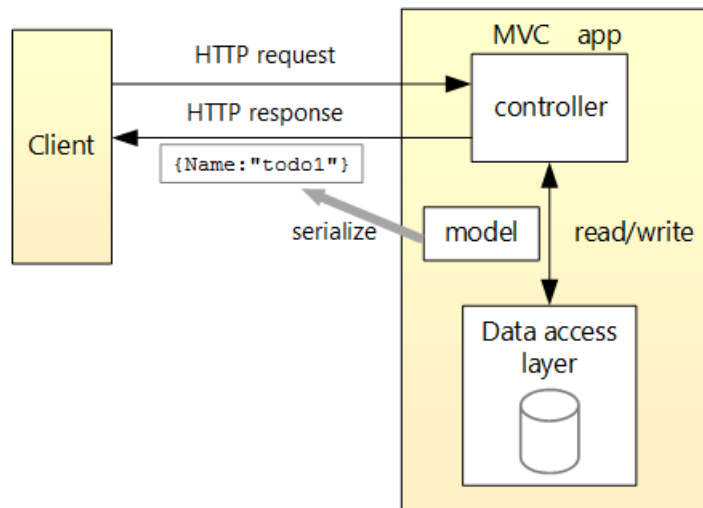 MVC app
HTTP request
controller
HTTP response
Client
{Name:"todo1"}
serialize
model
read/write
Data access
layer